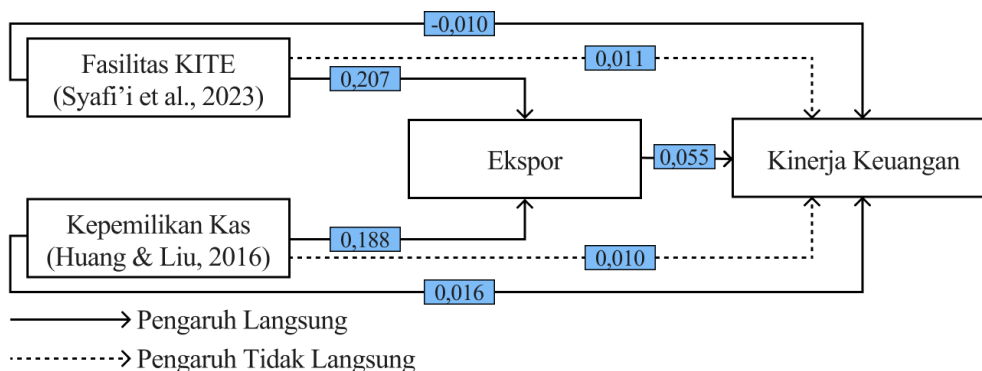 -0,010
Fasilitas KITE
(Syafi’i et al., 2023)
0,011
0,207
Ekspor
0,055
Kinerja Keuangan
Kepemilikan Kas
(Huang & Liu, 2016)
0,188
0,010
0,016
Pengaruh Langsung
Pengaruh Tidak Langsung